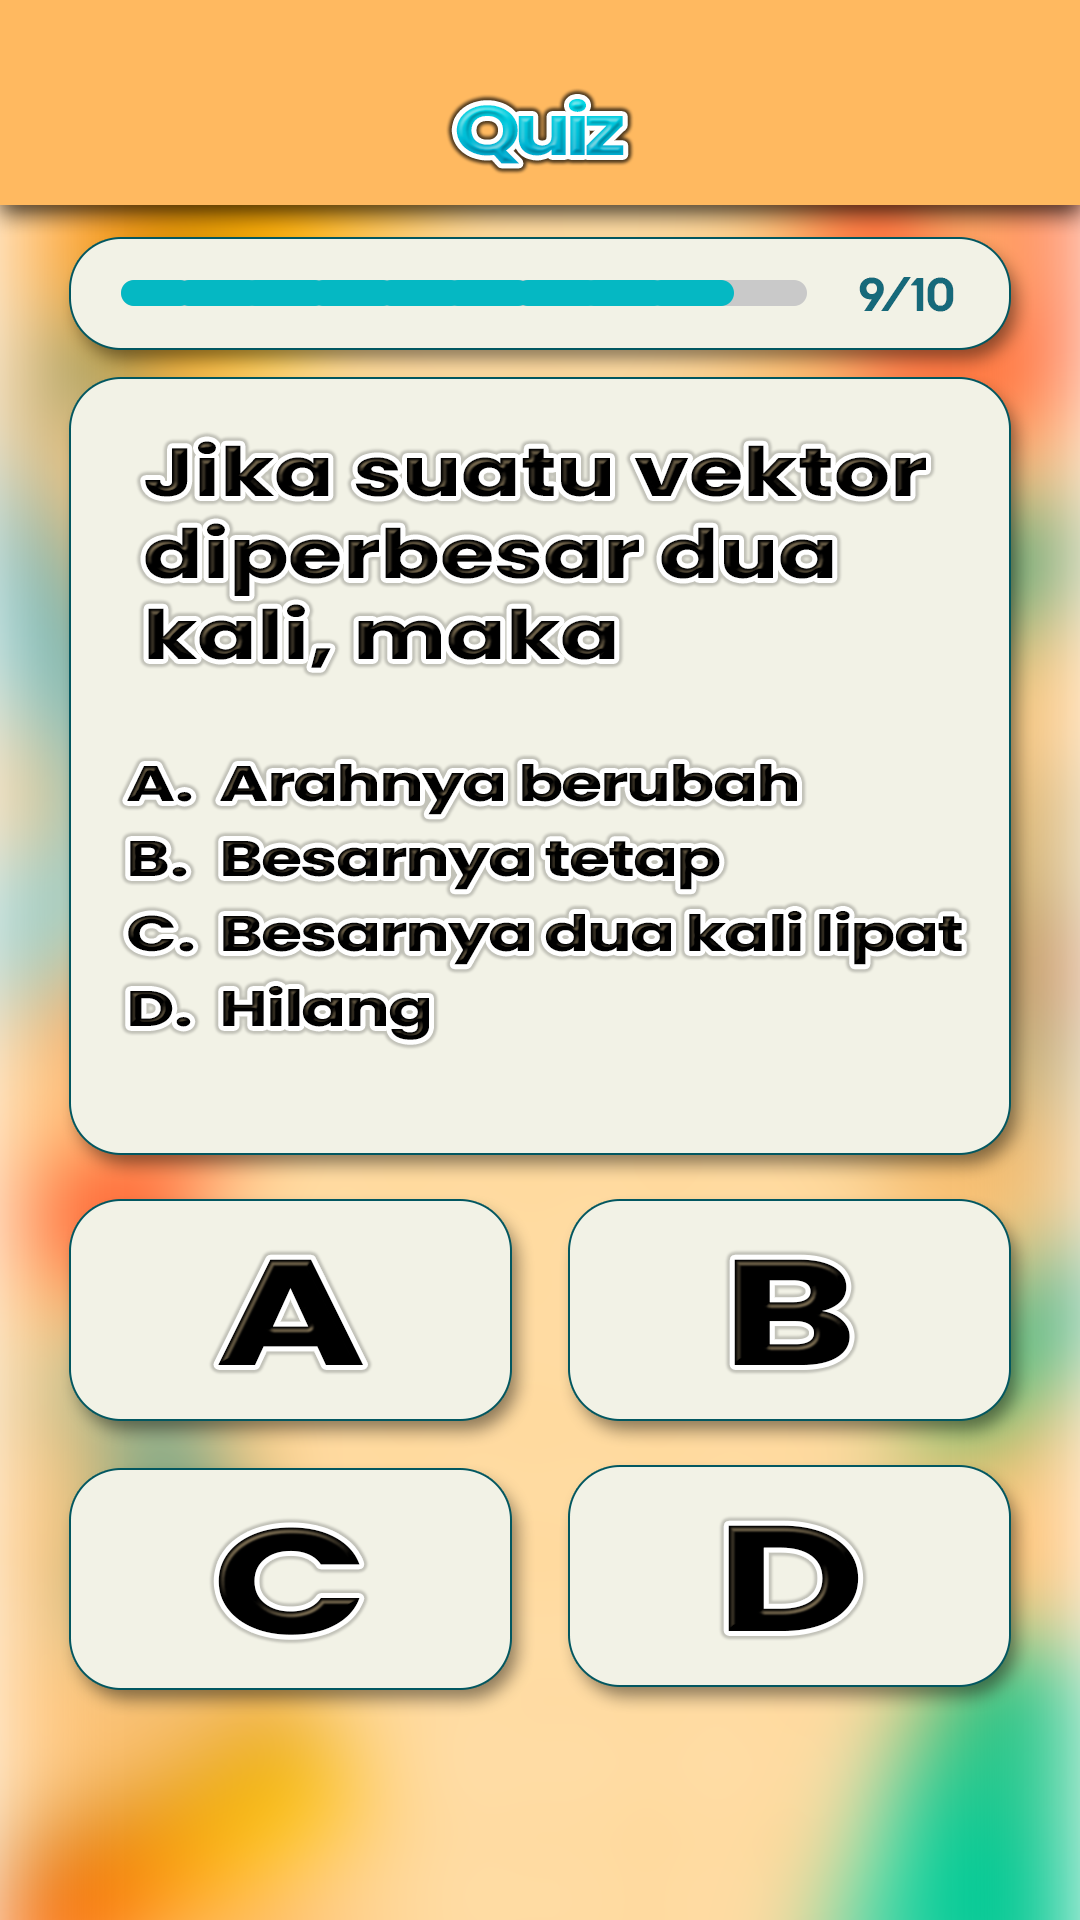 Quiz
9/10
Jika suatu vektor
diperbesar dua
kali, maka
A. Arahnya berubah
B. Besarnya tetap
C. Besarnya dua kali lipat
D. Hilang
A
B
C
D